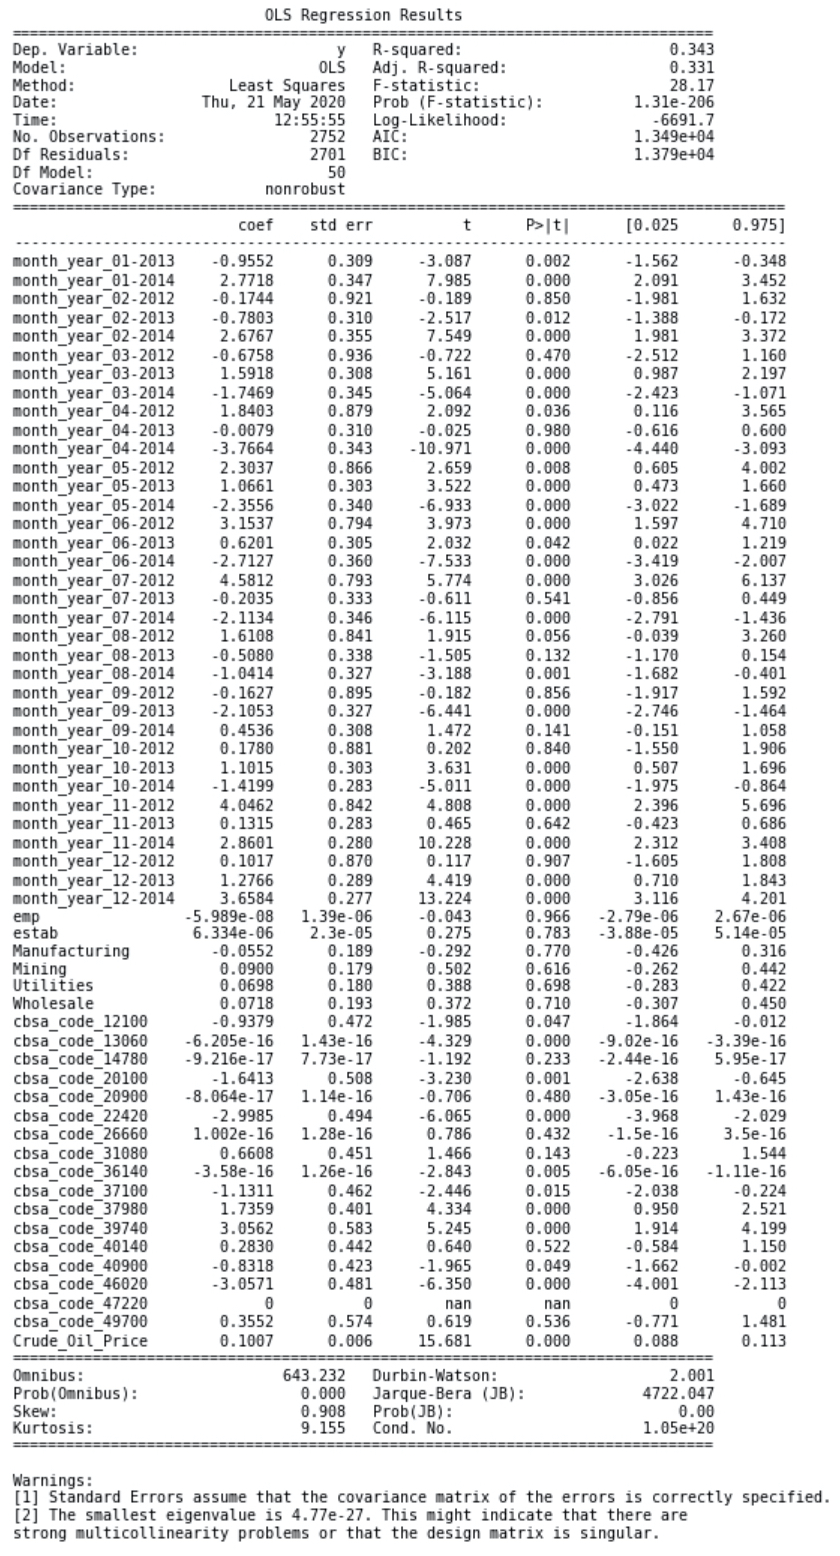 OLS Regression Results
==============================================================================
Dep. Variable: y R-squared: 0.343
Model: OLS Adj. R-squared: 0.331
Method: Least Squares F-statistic: 28.17
Date: Thu, 21 May 2020 Prob (F-statistic): 1.31e-206
Time: 12:55:55 Log-Likelihood: -6691.7
No. Observations: 2752 AIC: 1.349e+04
Df Residuals: 2701 BIC: 1.379e+04
Df Model: 50
Covariance Type: nonrobust
======================================================================================
coef std err t P>|t| [0.025 0.975]
--------------------------------------------------------------------------------------
month_year_01-2013 -0.9552 0.309 -3.087 0.002 -1.562 -0.348
month_year_01-2014 2.7718 0.347 7.985 0.000 2.091 3.452
month_year_02-2012 -0.1744 0.921 -0.189 0.850 -1.981 1.632
month_year_02-2013 -0.7803 0.310 -2.517 0.012 -1.388 -0.172
month_year_02-2014 2.6767 0.355 7.549 0.000 1.981 3.372
month_year_03-2012 -0.6758 0.936 -0.722 0.470 -2.512 1.160
month_year_03-2013 1.5918 0.308 5.161 0.000 0.987 2.197
month_year_03-2014 -1.7469 0.345 -5.064 0.000 -2.423 -1.071
month_year_04-2012 1.8403 0.879 2.092 0.036 0.116 3.565
month_year_04-2013 -0.0079 0.310 -0.025 0.980 -0.616 0.600
month_year_04-2014 -3.7664 0.343 -10.971 0.000 -4.440 -3.093
month_year_05-2012 2.3037 0.866 2.659 0.008 0.605 4.002
month_year_05-2013 1.0661 0.303 3.522 0.000 0.473 1.660
month_year_05-2014 -2.3556 0.340 -6.933 0.000 -3.022 -1.689
month_year_06-2012 3.1537 0.794 3.973 0.000 1.597 4.710
month_year_06-2013 0.6201 0.305 2.032 0.042 0.022 1.219
month_year_06-2014 -2.7127 0.360 -7.533 0.000 -3.419 -2.007
month_year_07-2012 4.5812 0.793 5.774 0.000 3.026 6.137
month_year_07-2013 -0.2035 0.333 -0.611 0.541 -0.856 0.449
month_year_07-2014 -2.1134 0.346 -6.115 0.000 -2.791 -1.436
month_year_08-2012 1.6108 0.841 1.915 0.056 -0.039 3.260
month_year_08-2013 -0.5080 0.338 -1.505 0.132 -1.170 0.154
month_year_08-2014 -1.0414 0.327 -3.188 0.001 -1.682 -0.401
month_year_09-2012 -0.1627 0.895 -0.182 0.856 -1.917 1.592
month_year_09-2013 -2.1053 0.327 -6.441 0.000 -2.746 -1.464
month_year_09-2014 0.4536 0.308 1.472 0.141 -0.151 1.058
month_year_10-2012 0.1780 0.881 0.202 0.840 -1.550 1.906
month_year_10-2013 1.1015 0.303 3.631 0.000 0.507 1.696
month_year_10-2014 -1.4199 0.283 -5.011 0.000 -1.975 -0.864
month_year_11-2012 4.0462 0.842 4.808 0.000 2.396 5.696
month_year_11-2013 0.1315 0.283 0.465 0.642 -0.423 0.686
month_year_11-2014 2.8601 0.280 10.228 0.000 2.312 3.408
month_year_12-2012 0.1017 0.870 0.117 0.907 -1.605 1.808
month_year_12-2013 1.2766 0.289 4.419 0.000 0.710 1.843
month_year_12-2014 3.6584 0.277 13.224 0.000 3.116 4.201
emp -5.989e-08 1.39e-06 -0.043 0.966 -2.79e-06 2.67e-06
estab 6.334e-06 2.3e-05 0.275 0.783 -3.88e-05 5.14e-05
Manufacturing -0.0552 0.189 -0.292 0.770 -0.426 0.316
Mining 0.0900 0.179 0.502 0.616 -0.262 0.442
Utilities 0.0698 0.180 0.388 0.698 -0.283 0.422
Wholesale 0.0718 0.193 0.372 0.710 -0.307 0.450
cbsa_code_12100 -0.9379 0.472 -1.985 0.047 -1.864 -0.012
cbsa_code_13060 -6.205e-16 1.43e-16 -4.329 0.000 -9.02e-16 -3.39e-16
cbsa_code_14780 -9.216e-17 7.73e-17 -1.192 0.233 -2.44e-16 5.95e-17
cbsa_code_20100 -1.6413 0.508 -3.230 0.001 -2.638 -0.645
cbsa_code_20900 -8.064e-17 1.14e-16 -0.706 0.480 -3.05e-16 1.43e-16
cbsa_code_22420 -2.9985 0.494 -6.065 0.000 -3.968 -2.029
cbsa_code_26660 1.002e-16 1.28e-16 0.786 0.432 -1.5e-16 3.5e-16
cbsa_code_31080 0.6608 0.451 1.466 0.143 -0.223 1.544
cbsa_code_36140 -3.58e-16 1.26e-16 -2.843 0.005 -6.05e-16 -1.11e-16
cbsa_code_37100 -1.1311 0.462 -2.446 0.015 -2.038 -0.224
cbsa_code_37980 1.7359 0.401 4.334 0.000 0.950 2.521
cbsa_code_39740 3.0562 0.583 5.245 0.000 1.914 4.199
cbsa_code_40140 0.2830 0.442 0.640 0.522 -0.584 1.150
cbsa_code_40900 -0.8318 0.423 -1.965 0.049 -1.662 -0.002
cbsa_code_46020 -3.0571 0.481 -6.350 0.000 -4.001 -2.113
cbsa_code_47220 0 0 nan nan 0 0
cbsa_code_49700 0.3552 0.574 0.619 0.536 -0.771 1.481
Crude_Oil_Price 0.1007 0.006 15.681 0.000 0.088 0.113
==============================================================================
Omnibus: 643.232 Durbin-Watson: 2.001
Prob(Omnibus): 0.000 Jarque-Bera (JB): 4722.047
Skew: 0.908 Prob(JB): 0.00
Kurtosis: 9.155 Cond. No. 1.05e+20
==============================================================================
Warnings:
[1] Standard Errors assume that the covariance matrix of the errors is correctly specified.
[2] The smallest eigenvalue is 4.77e-27. This might indicate that there are
strong multicollinearity problems or that the design matrix is singular.